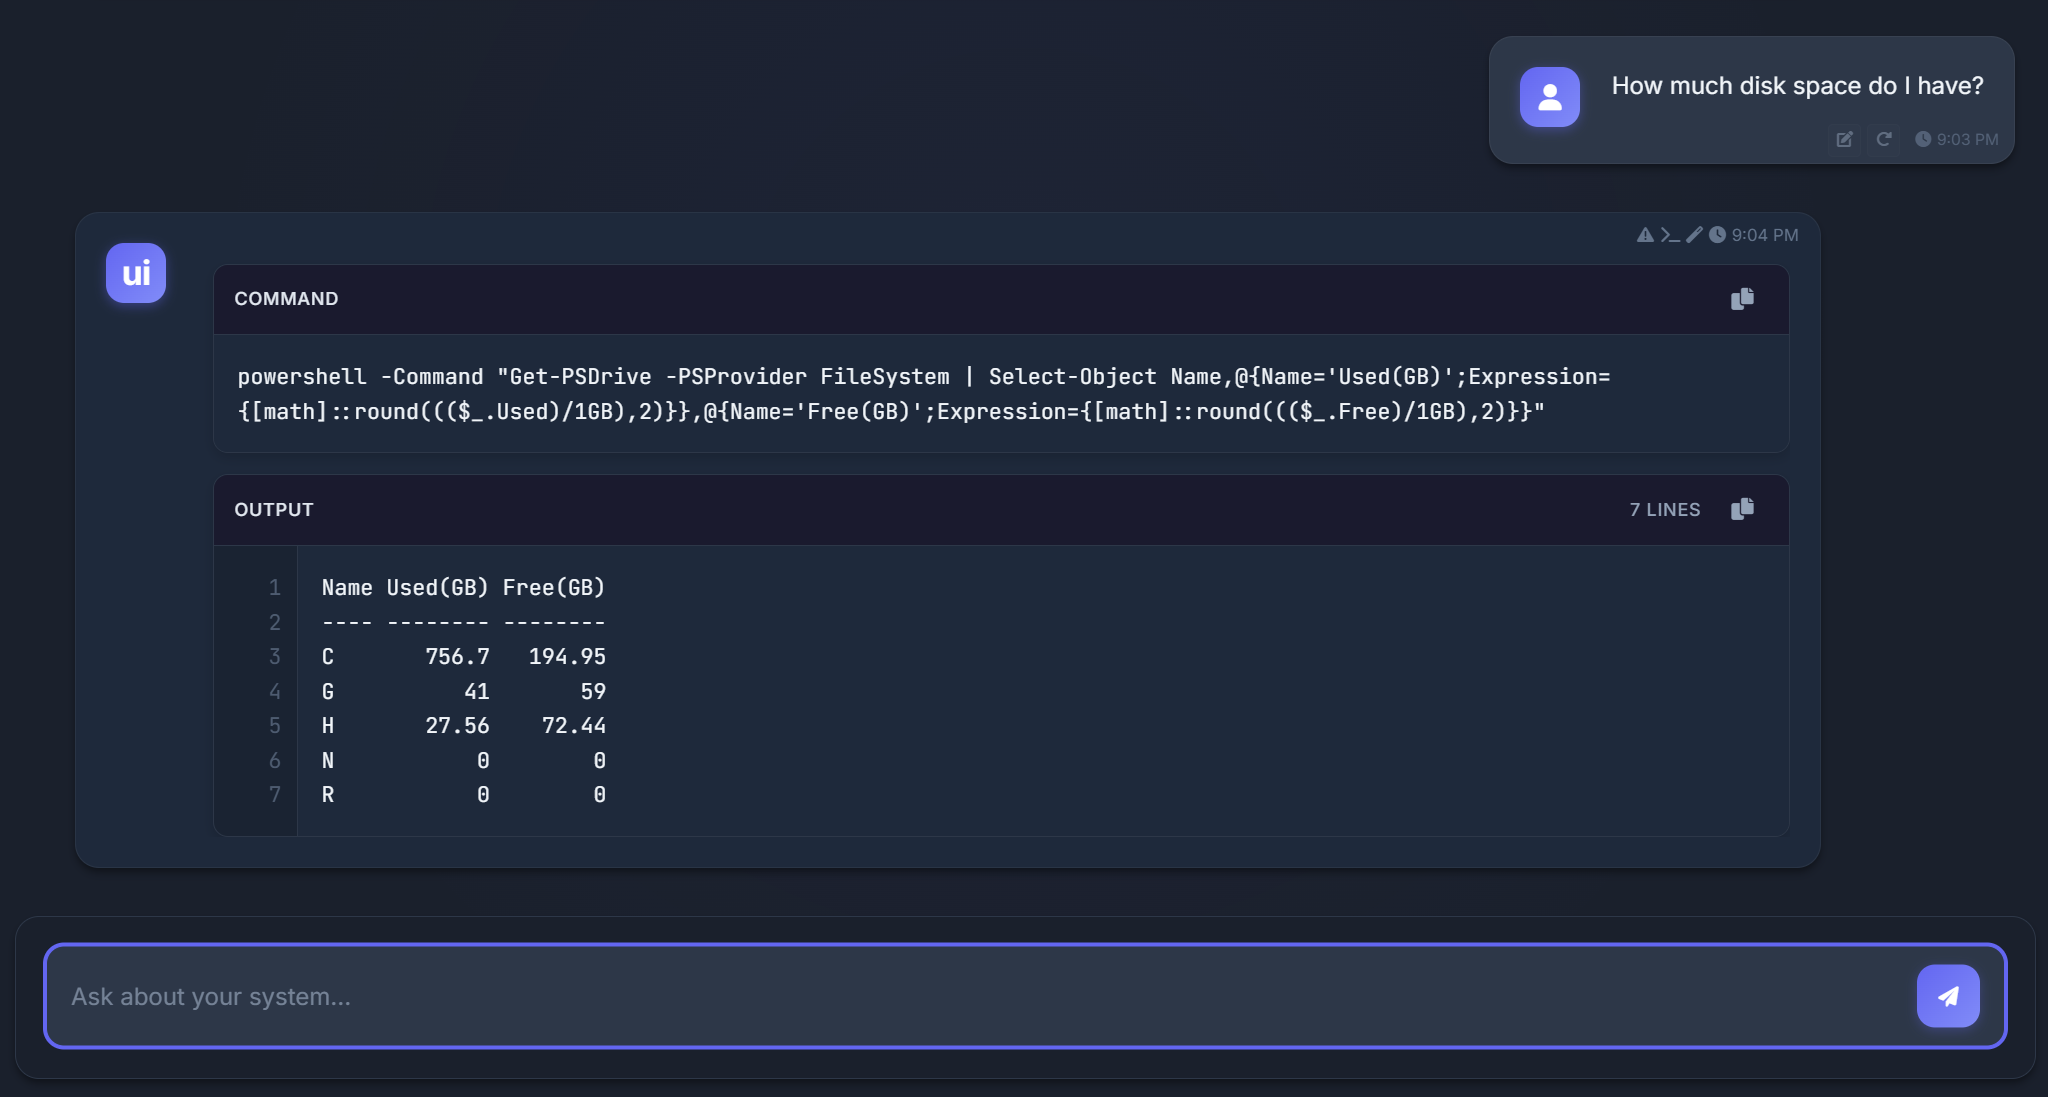 How much disk space do I have?
9:03 PM
ui
9:04 PM
COMMAND
powershell -Command "Get-PSDrive -PSProvider FileSystem | Select-Object Name,@{Name='Used(GB)';Expression=
{[math]::round((($_.Used)/1GB),2)}},@{Name='Free(GB)';Expression={[math]::round((($_.Free)/1GB),2)}}"
OUTPUT 7 LINES
1 Name Used(GB) Free(GB)
2 ---- -------- --------
3 C 756.7 194.95
4 G 41 59
5 H 27.56 72.44
6 N 0 0
7 R 0 0
Ask about your system...